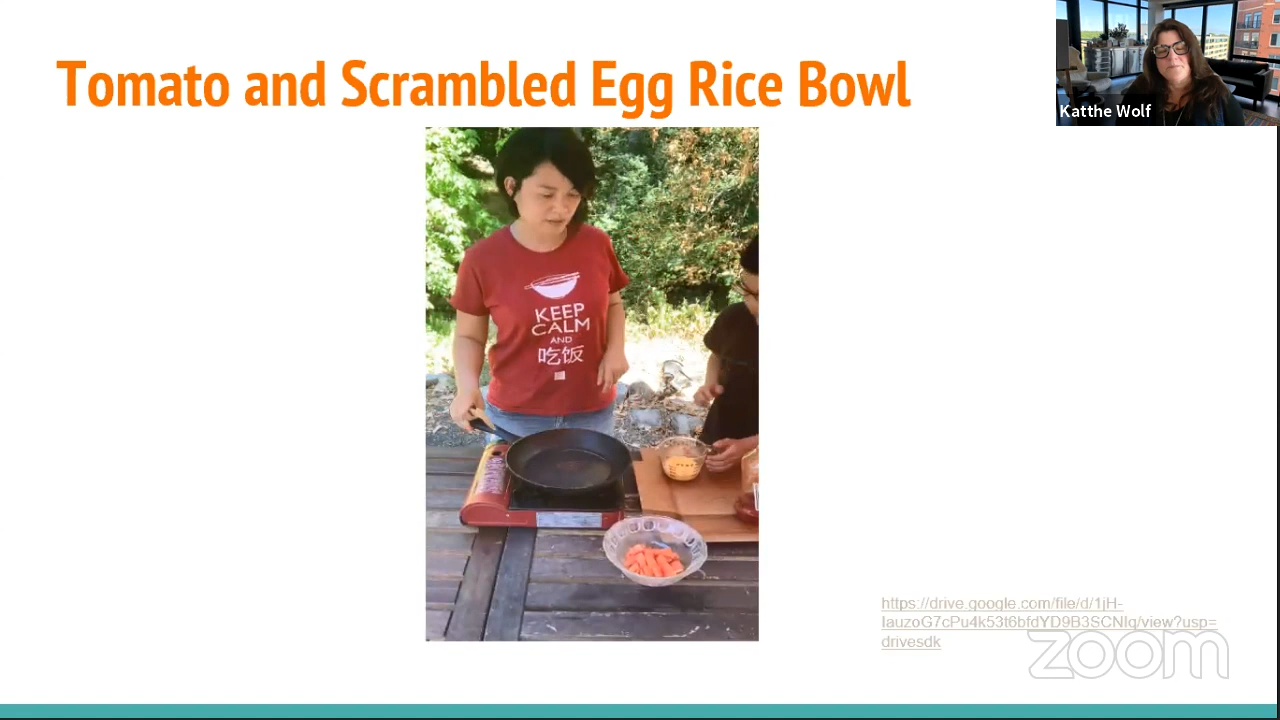 Tomato and Scrambled Egg Rice Bowl
Katthe Wolf
KEEP
CALM
AND
吃饭
https://drive.google.com/file/d/1jH-
IauzoG7cPu4k53t6bfdYD9B3SCNlq/view?usp=
drivesdk
zoom